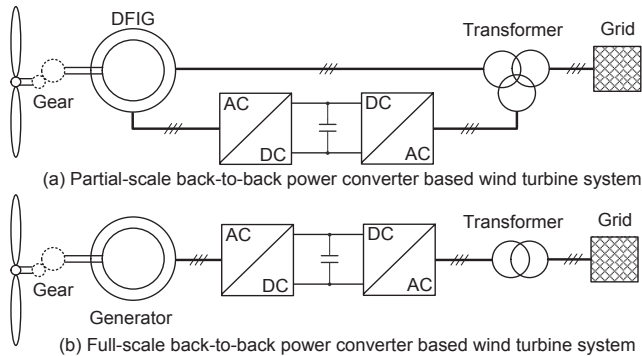 DFIG
Transformer
Grid
Gear
AC
DC
DC
AC
(a) Partial-scale back-to-back power converter based wind turbine system
Transformer
Grid
AC
DC
DC
AC
Gear
Generator
(b) Full-scale back-to-back power converter based wind turbine system